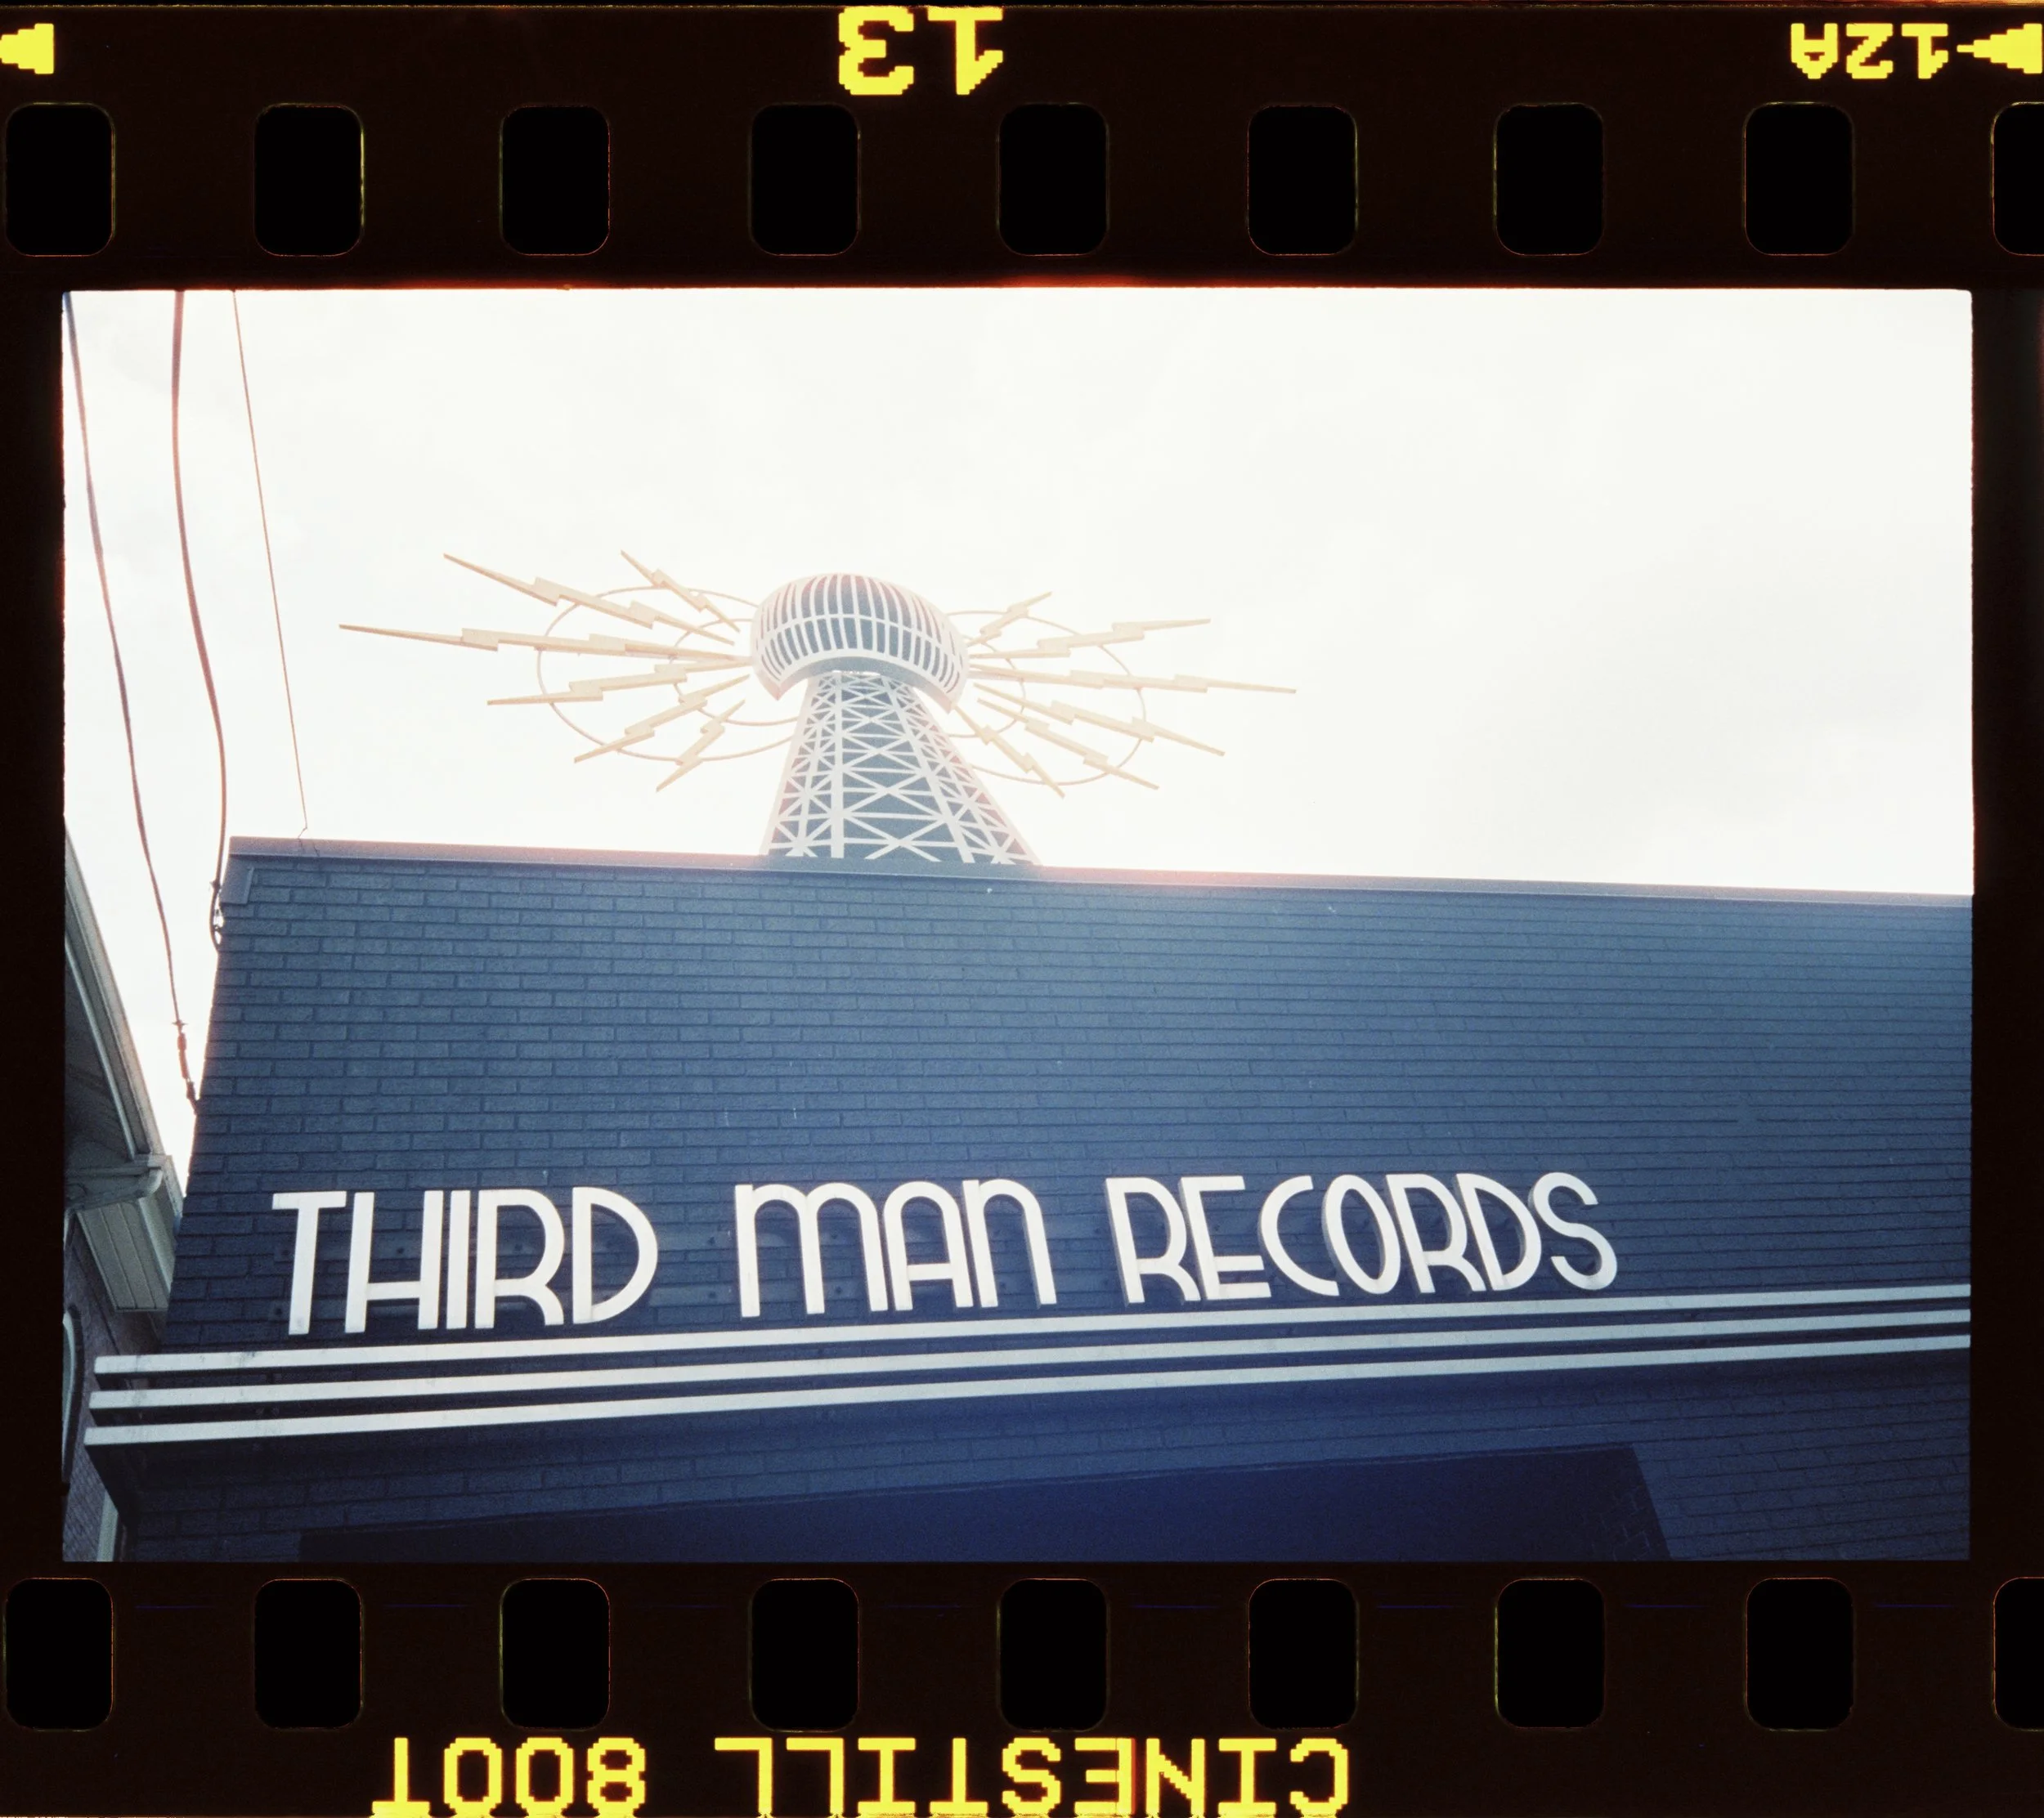 13
12A
THIRD MAN RECORDS
CINESTILL 800T